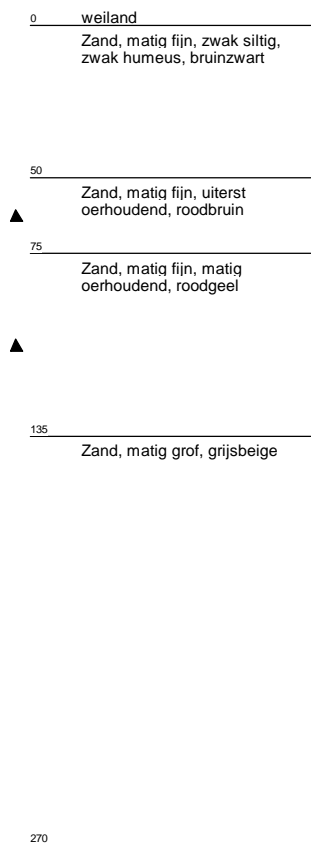 0 weiland
Zand, matig fijn, zwak siltig,
zwak humeus, bruinzwart
50
Zand, matig fijn, uiterst
oerhoudend, roodbruin
75
Zand, matig fijn, matig
oerhoudend, roodgeel
135
Zand, matig grof, grijsbeige
270